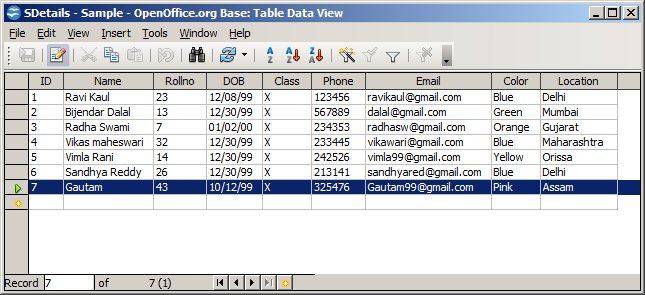 SDetails - Sample - OpenOffice.org Base: Table Data View
File Edit View Insert Tools Window Help
ID Name Rollno DOB Class Phone Email Color Location
1 Ravi Kaul 23 12/08/99 X 123456 ravikaul@gmail.com Blue Delhi
2 Bijendar Dalal 13 12/30/99 X 567889 dalal@gmail.com Green Mumbai
3 Radha Swami 7 01/02/00 X 234353 radhasw@gmail.com Orange Gujarat
4 Vikas maheswari 32 12/30/99 X 233445 vikawari@gmail.com Blue Maharashtra
5 Vimla Rani 14 12/30/99 X 242526 vimla99@gmail.com Yellow Orissa
6 Sandhya Reddy 26 12/30/99 X 213141 sandhyared@gmail.com Blue Delhi
7 Gautam 43 10/12/99 X 325476 Gautam99@gmail.com Pink Assam
Record 7 of 7 (1)